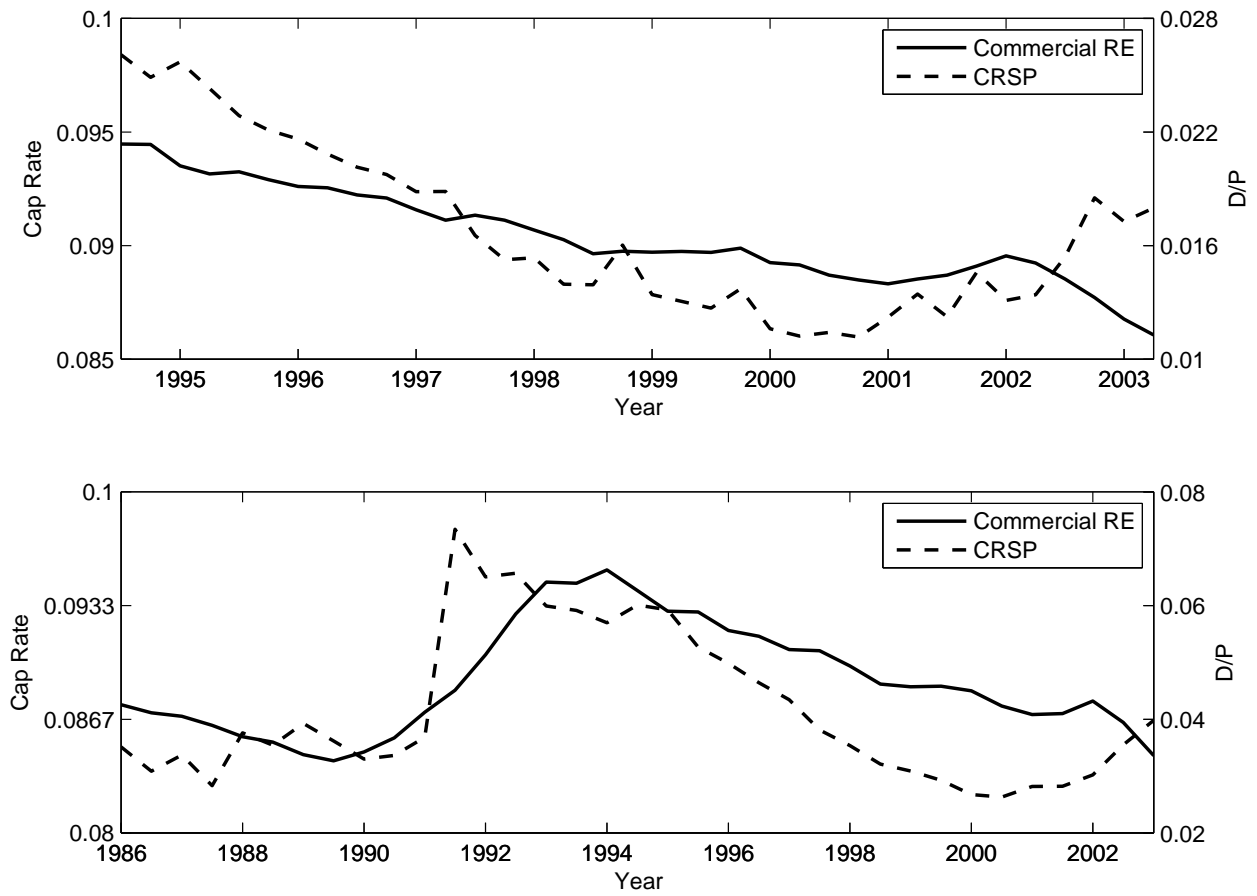 0.1
0.028
Commercial RE
CRSP
0.095
0.022
Cap Rate
D/P
0.09
0.016
0.085
0.01
1995 1996 1997 1998 1999 2000 2001 2002 2003
Year
0.1
0.08
Commercial RE
CRSP
0.0933
0.06
Cap Rate
D/P
0.0867
0.04
0.08
0.02
1986 1988 1990 1992 1994 1996 1998 2000 2002
Year